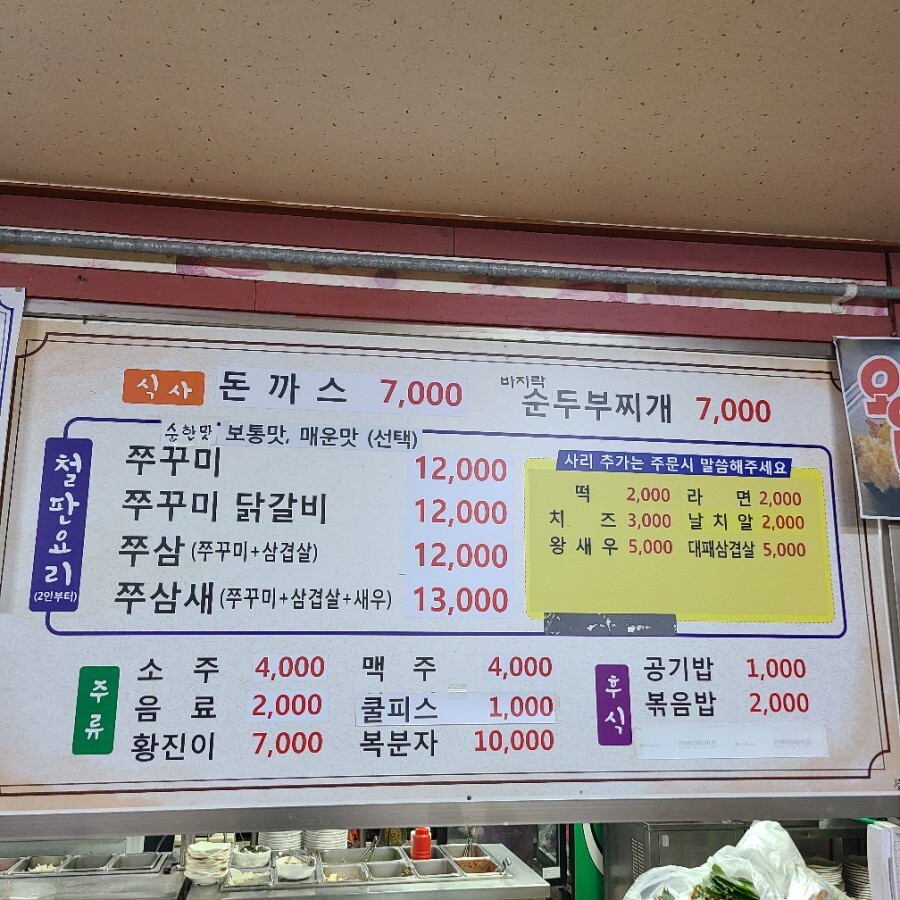 식사 돈까스 7,000 바지락 순두부찌개 7,000
순한맛, 보통맛, 매운맛 (선택)
철판요리 (2인부터)
쭈꾸미 12,000
쭈꾸미 닭갈비 12,000
쭈삼 (쭈꾸미+삼겹살) 12,000
쭈삼새 (쭈꾸미+삼겹살+새우) 13,000
사리 추가는 주문시 말씀해주세요
떡 2,000 라면 2,000
치즈 3,000 날치알 2,000
왕새우 5,000 대패삼겹살 5,000
주류
소주 4,000 맥주 4,000
음료 2,000 쿨피스 1,000
황진이 7,000 복분자 10,000
후식
공기밥 1,000
볶음밥 2,000